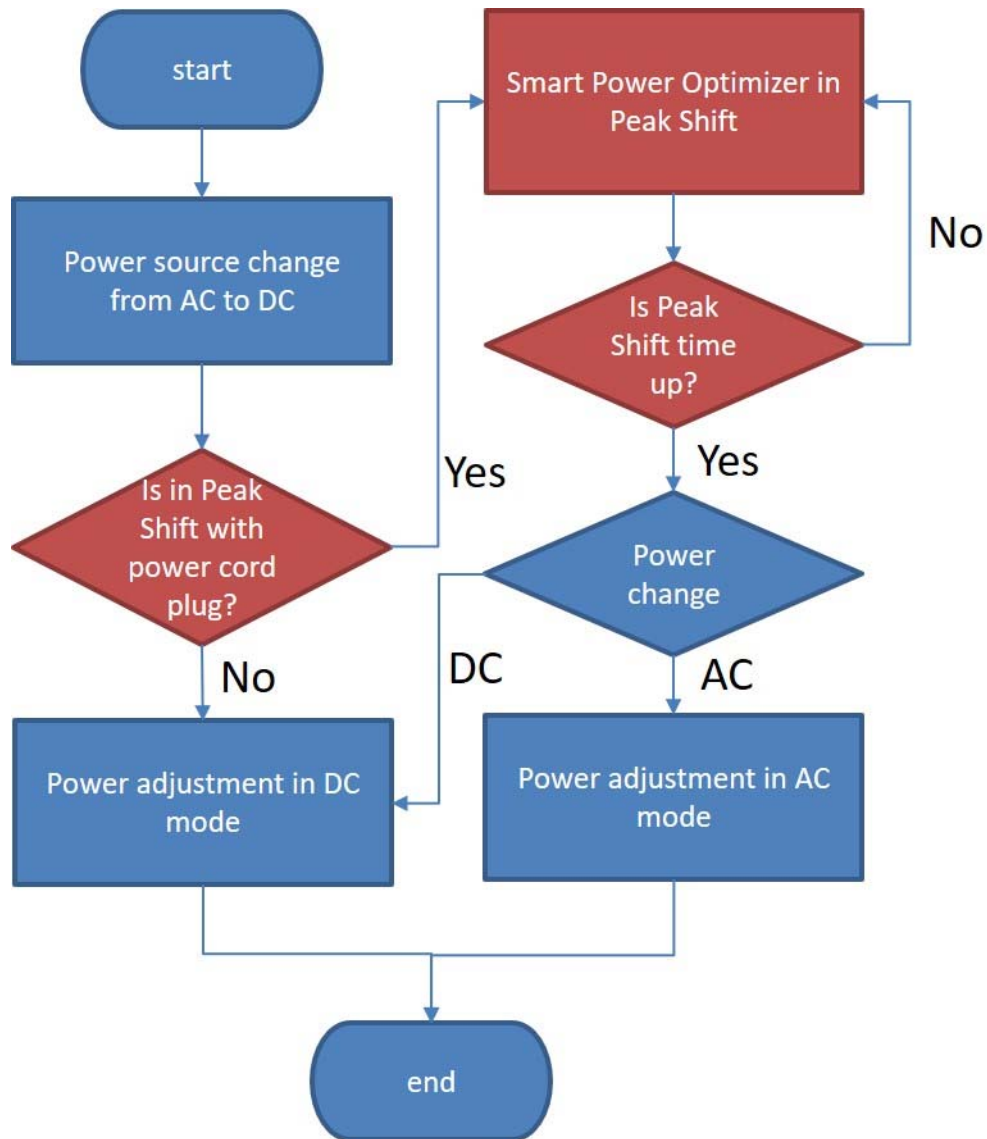 start
Power source change
from AC to DC
Is in Peak
Shift with
power cord
plug?
Yes
No
Power adjustment in DC
mode
Smart Power Optimizer in
Peak Shift
No
Is Peak
Shift time
up?
Yes
Power
change
DC
AC
Power adjustment in AC
mode
end